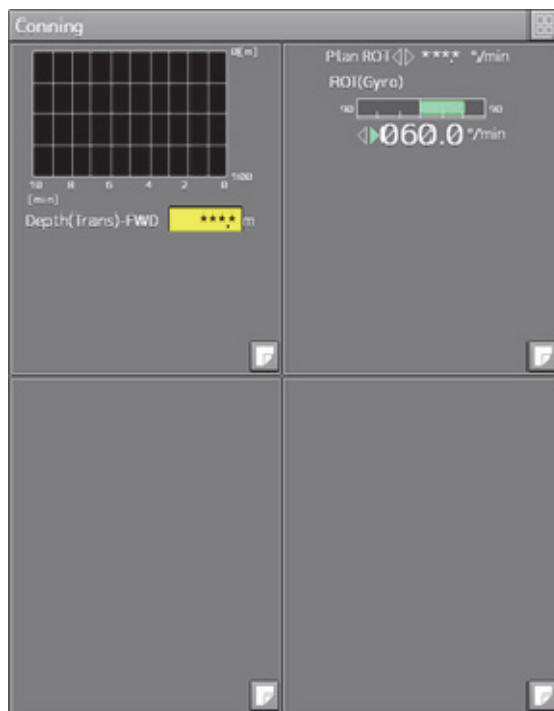 Conning
0[m]
100
10 8 6 4 2 0
[min]
Depth(Trans)-FWD ***.* m
Plan ROT ***.* °/min
ROT(Gyro)
90 90
060.0 °/min